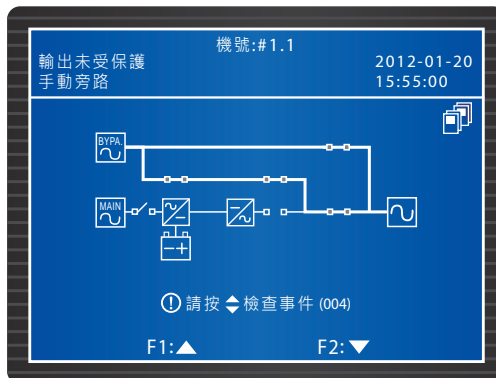 機號:#1.1
輸出未受保護
2012-01-20
手動旁路
15:55:00
BYPA.
MAIN
請按檢查事件 (004)
F1:
F2: